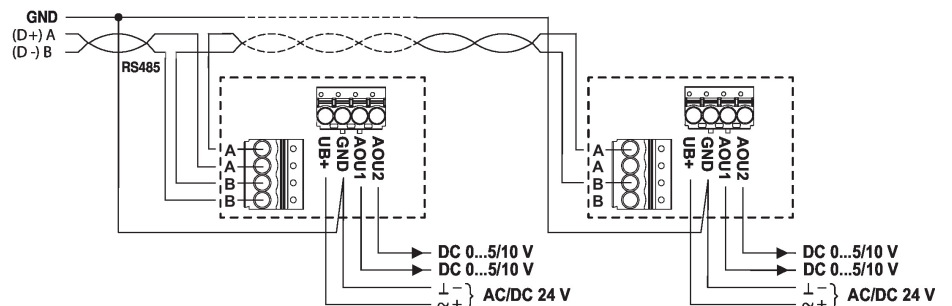 GND
(D+) A
(D-) B
RS485
A
A
B
B
UB+
GND
AOU1
AOU2
DC 0...5/10 V
DC 0...5/10 V
⊥ –
≂ + } AC/DC 24 V
A
A
B
B
UB+
GND
AOU1
AOU2
DC 0...5/10 V
DC 0...5/10 V
⊥ –
≂ + } AC/DC 24 V